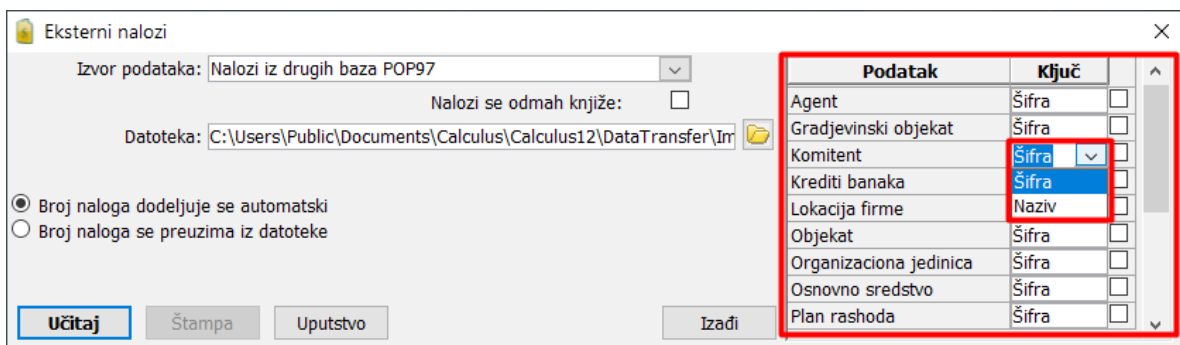 Eksterni nalozi
Izvor podataka: Nalozi iz drugih baza POP97
Nalozi se odmah knjiže:
Datoteka: C:\Users\Public\Documents\Calculus\Calculus12\DataTransfer\Im
Broj naloga dodeljuje se automatski
Broj naloga se preuzima iz datoteke
Učitaj Štampa Uputstvo Izađi
Podatak Ključ
Agent Šifra
Gradjevinski objekat Šifra
Komitent Šifra
Krediti banaka Šifra
Lokacija firme Naziv
Objekat Šifra
Organizaciona jedinica Šifra
Osnovno sredstvo Šifra
Plan rashoda Šifra